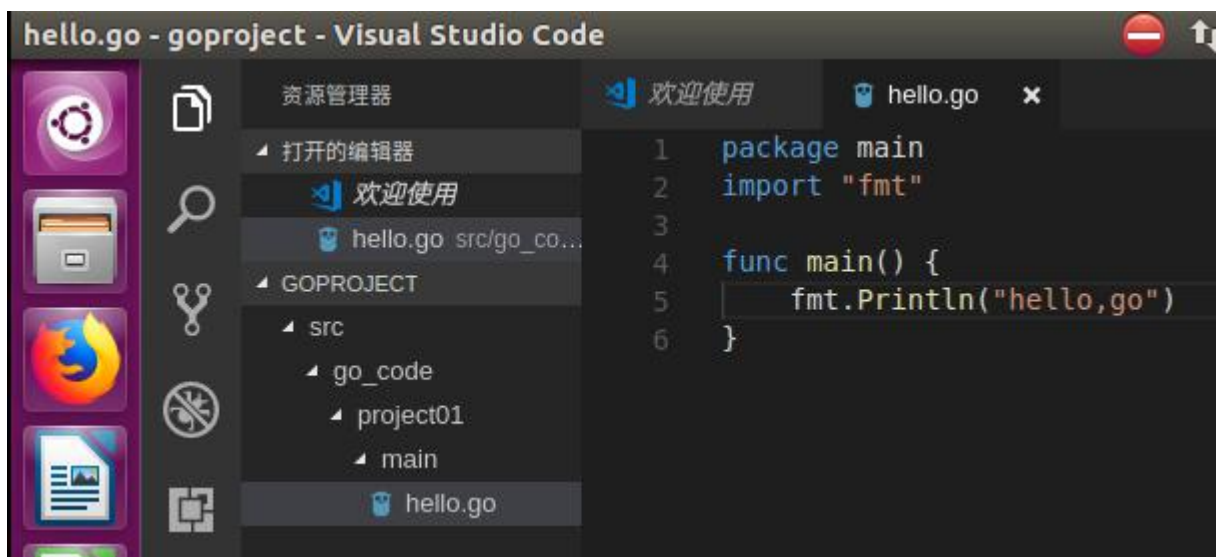 hello.go - goproject - Visual Studio Code
资源管理器
打开的编辑器
欢迎使用
hello.go src/go_co...
GOPROJECT
src
go_code
project01
main
hello.go
欢迎使用
hello.go
1 package main
2 import "fmt"
3
4 func main() {
5 fmt.Println("hello,go")
6 }